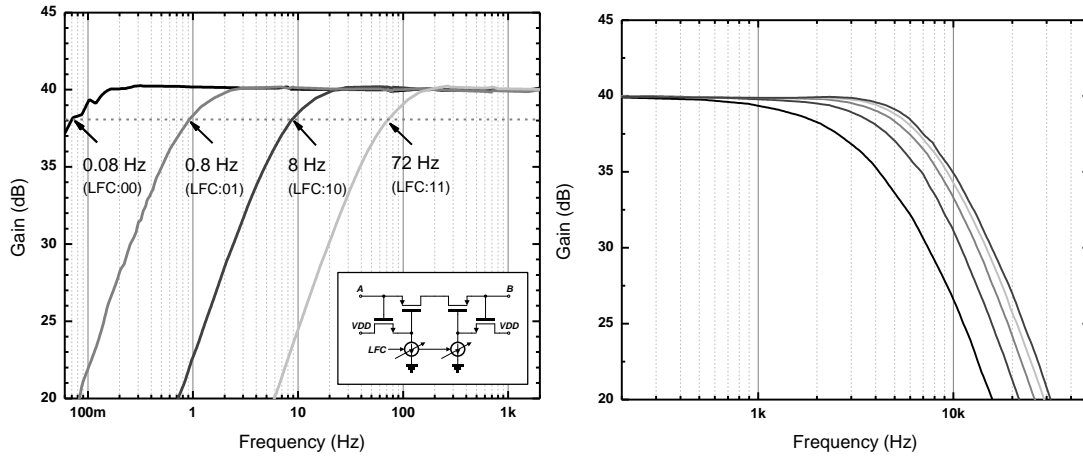 45
40
35
30
25
20
Gain (dB)
0.08 Hz
(LFC:00)
0.8 Hz
(LFC:01)
8 Hz
(LFC:10)
72 Hz
(LFC:11)
A
B
VDD
VDD
LFC
100m
1
10
100
1k
Frequency (Hz)
45
40
35
30
25
20
Gain (dB)
1k
10k
Frequency (Hz)